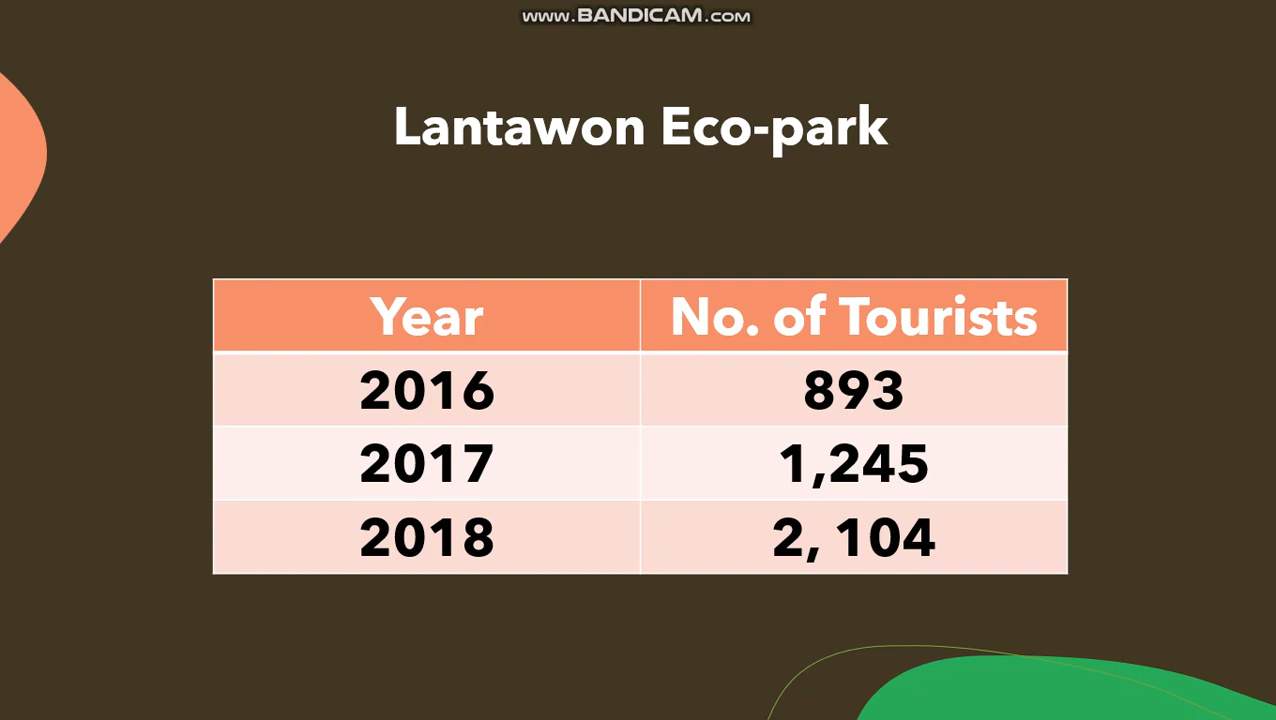 www.BANDICAM.com
Lantawon Eco-park
Year No. of Tourists
2016 893
2017 1,245
2018 2, 104